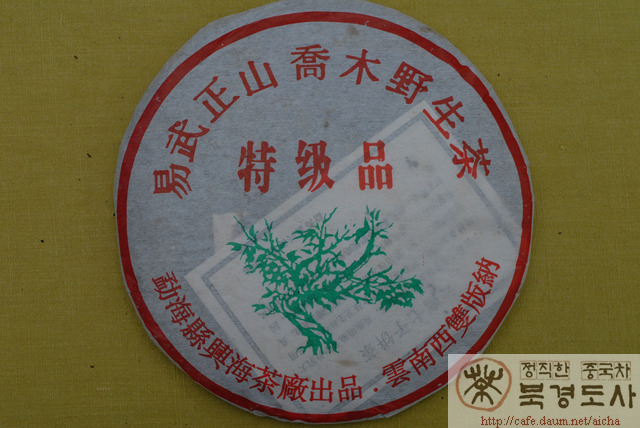 易武正山喬木野生茶
特级品
勐海縣興海茶廠出品·雲南西雙版納
茶
정직한 중국차
북경도사
http://cafe.daum.net/aicha